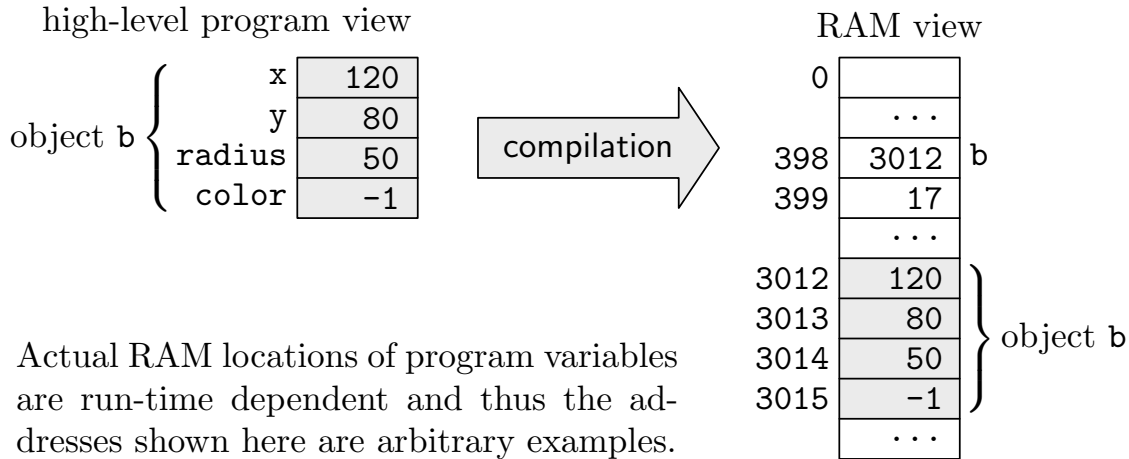 high-level program view
x 120
y 80
object b
radius 50
color -1
compilation
RAM view
0
...
398 3012 b
399 17
...
3012 120
3013 80
object b
3014 50
3015 -1
...
Actual RAM locations of program variables
are run-time dependent and thus the ad-
dresses shown here are arbitrary examples.